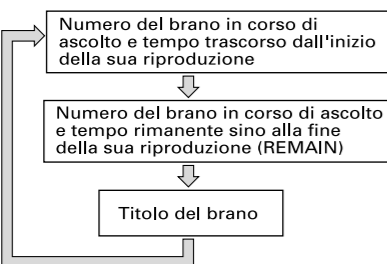 Numero del brano in corso di
ascolto e tempo trascorso dall'inizio
della sua riproduzione
Numero del brano in corso di ascolto
e tempo rimanente sino alla fine
della sua riproduzione (REMAIN)
Titolo del brano